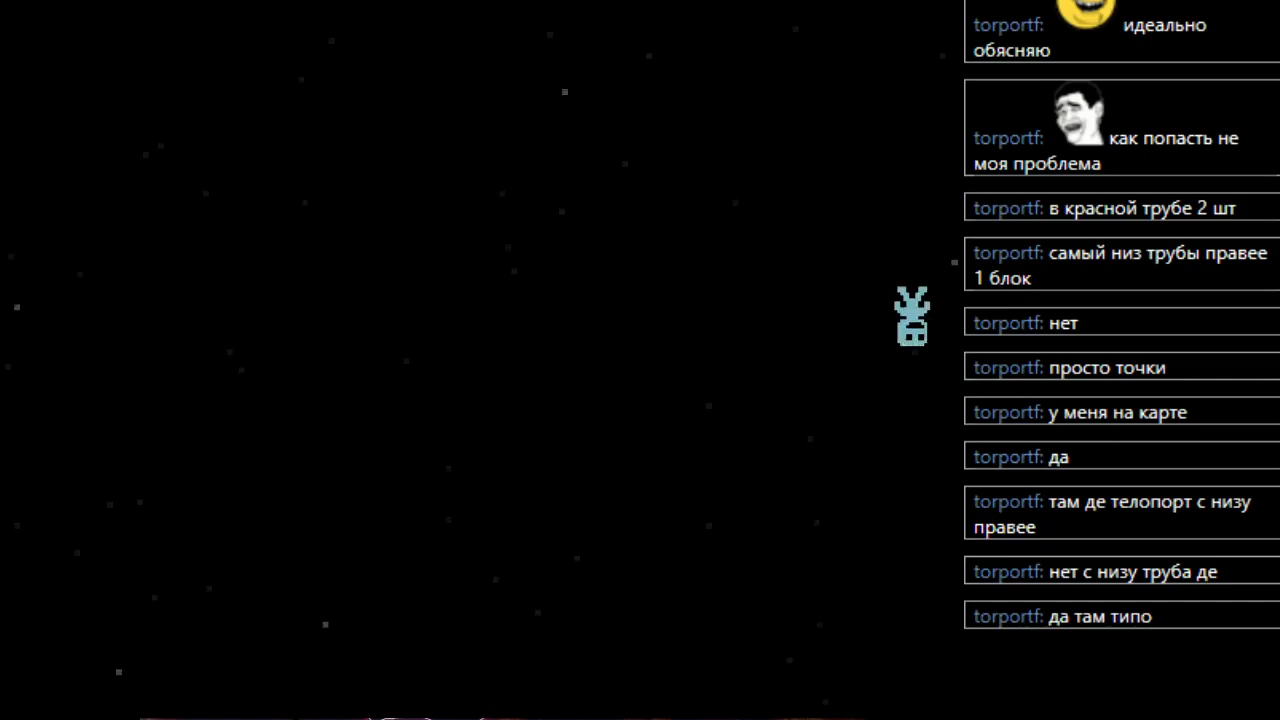 torportf: идеально
обясняю
torportf: как попасть не
моя проблема
torportf: в красной трубе 2 шт
torportf: самый низ трубы правее
1 блок
torportf: нет
torportf: просто точки
torportf: у меня на карте
torportf: да
torportf: там де телопорт с низу
правее
torportf: нет с низу труба де
torportf: да там типо